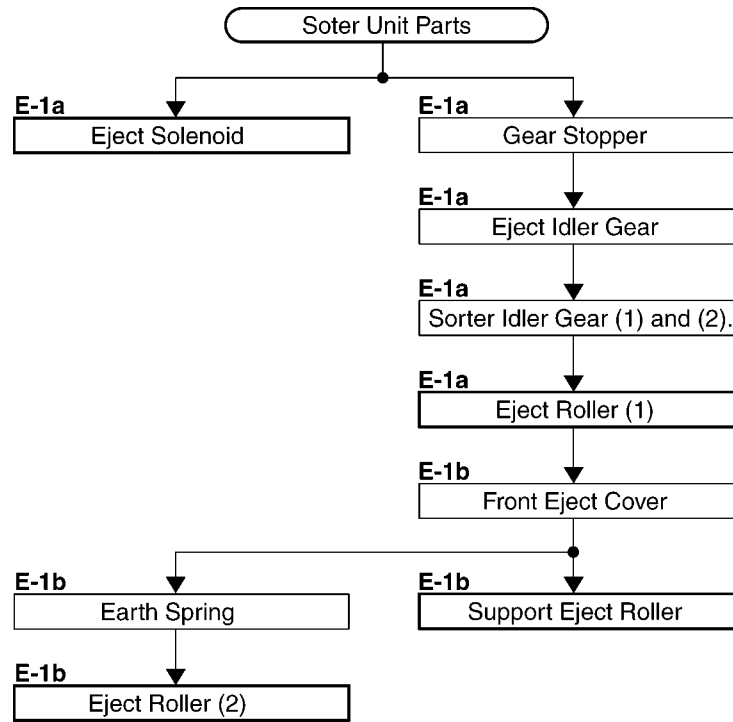 Soter Unit Parts
E-1a
Eject Solenoid
E-1a
Gear Stopper
E-1a
Eject Idler Gear
E-1a
Sorter Idler Gear (1) and (2).
E-1a
Eject Roller (1)
E-1b
Front Eject Cover
E-1b
Earth Spring
E-1b
Support Eject Roller
E-1b
Eject Roller (2)